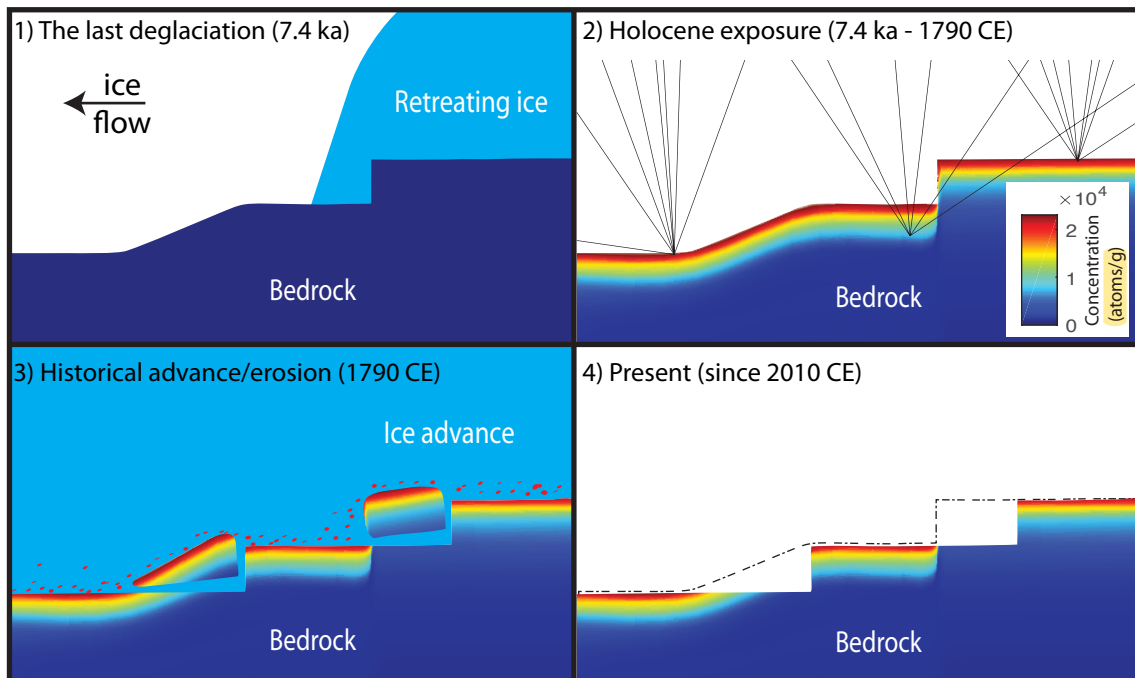 1) The last deglaciation (7.4 ka)
ice
flow
Retreating ice
Bedrock
2) Holocene exposure (7.4 ka - 1790 CE)
× 10⁴
2
1
0
Concentration
(atoms/g)
Bedrock
3) Historical advance/erosion (1790 CE)
Ice advance
Bedrock
4) Present (since 2010 CE)
Bedrock